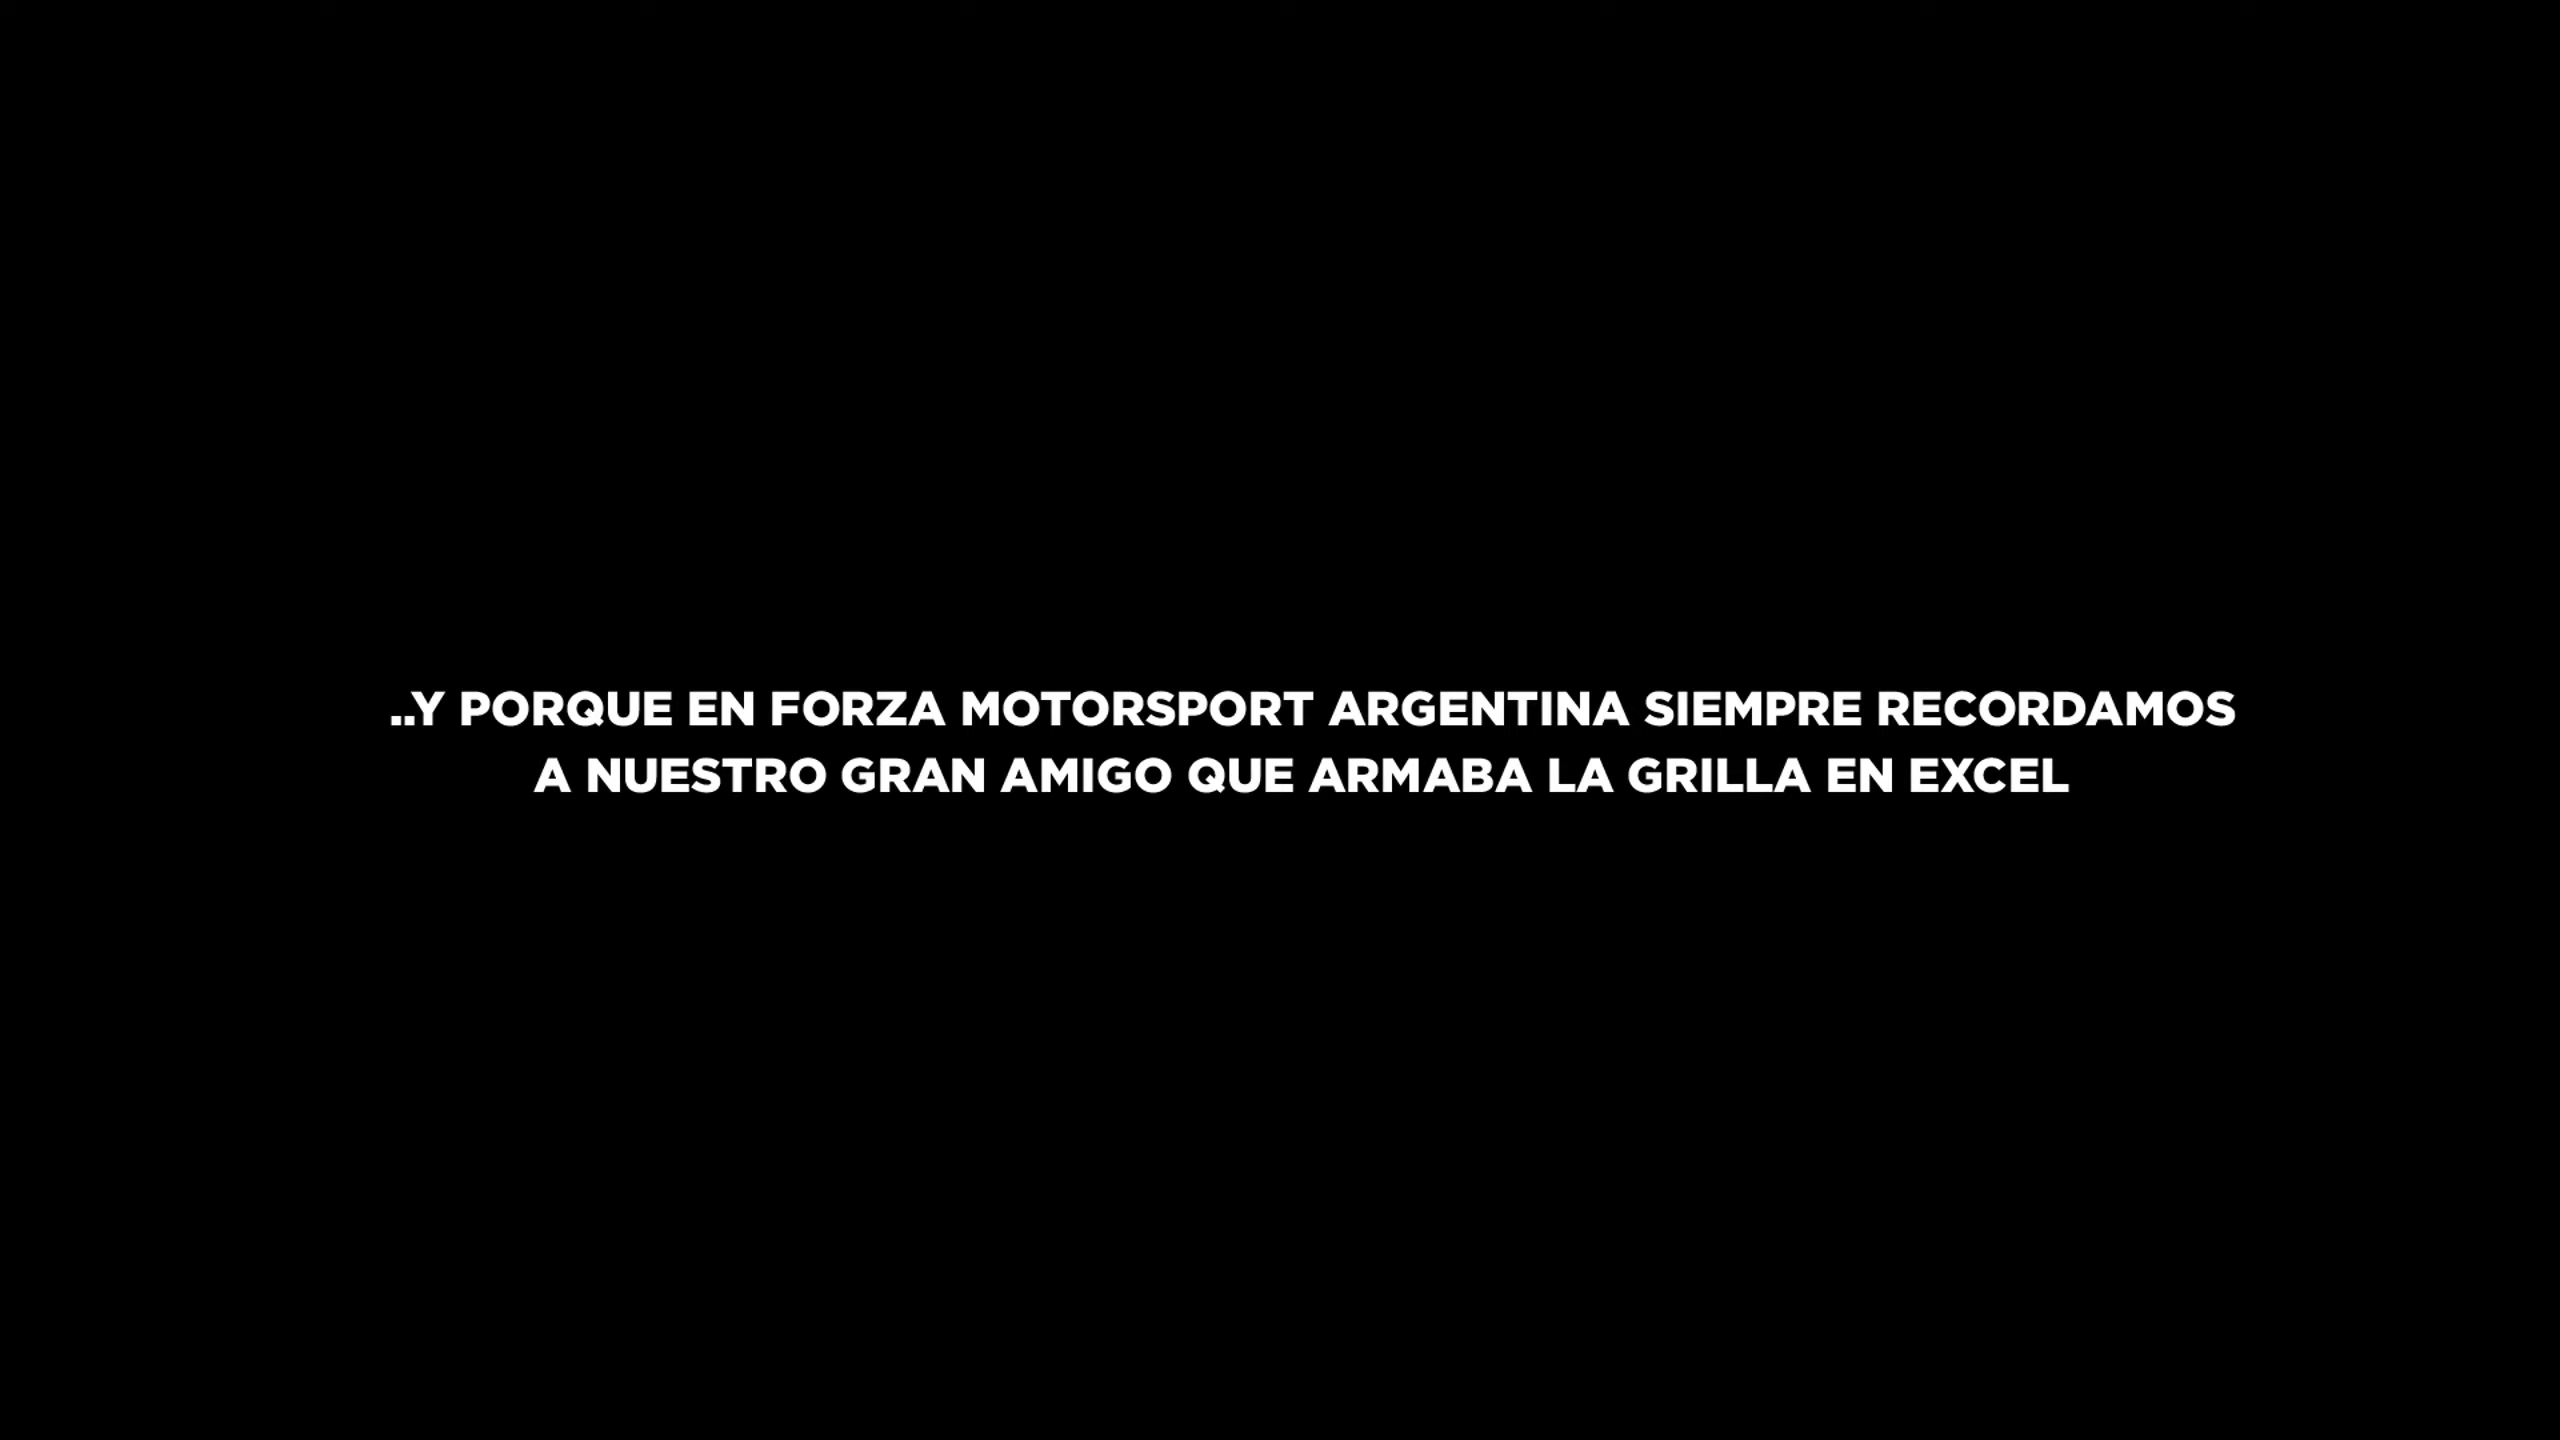 ..Y PORQUE EN FORZA MOTORSPORT ARGENTINA SIEMPRE RECORDAMOS
A NUESTRO GRAN AMIGO QUE ARMABA LA GRILLA EN EXCEL